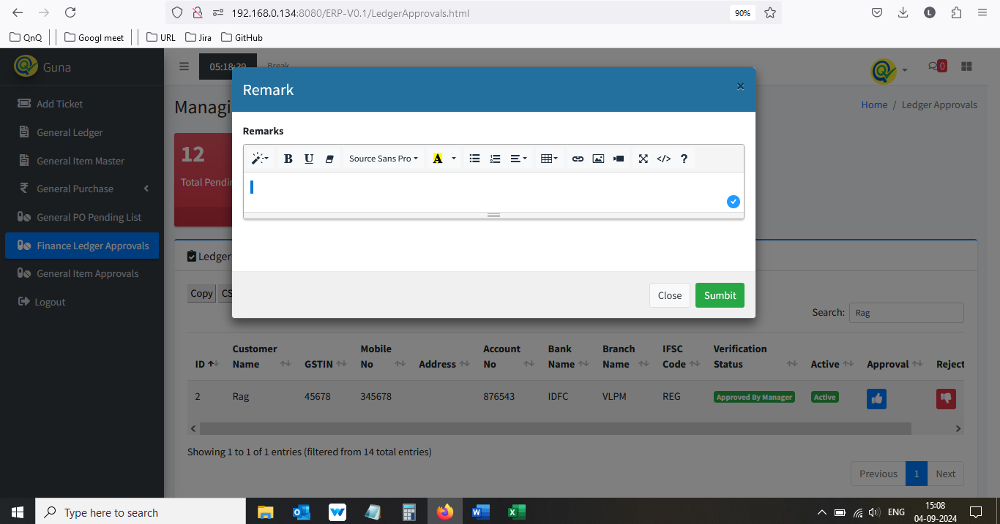 192.168.0.134:8080/ERP-V0.1/LedgerApprovals.html
90%
L
QnQ
Googl meet
URL
Jira
GitHub
Guna
05:18:39
Break
0
Add Ticket
General Ledger
General Item Master
General Purchase
General PO Pending List
Finance Ledger Approvals
General Item Approvals
Logout
Managi
Home / Ledger Approvals
12
Total Pendin
Remark
×
Remarks
B U Source Sans Pro A </> ?
Close Sumbit
Ledger
Copy CS
Search: Rag
ID Customer Name GSTIN Mobile No Address Account No Bank Name Branch Name IFSC Code Verification Status Active Approval Reject
2 Rag 45678 345678 876543 IDFC VLPM REG Approved By Manager Active
Showing 1 to 1 of 1 entries (filtered from 14 total entries)
Previous 1 Next
Type here to search
ENG
15:08
04-09-2024